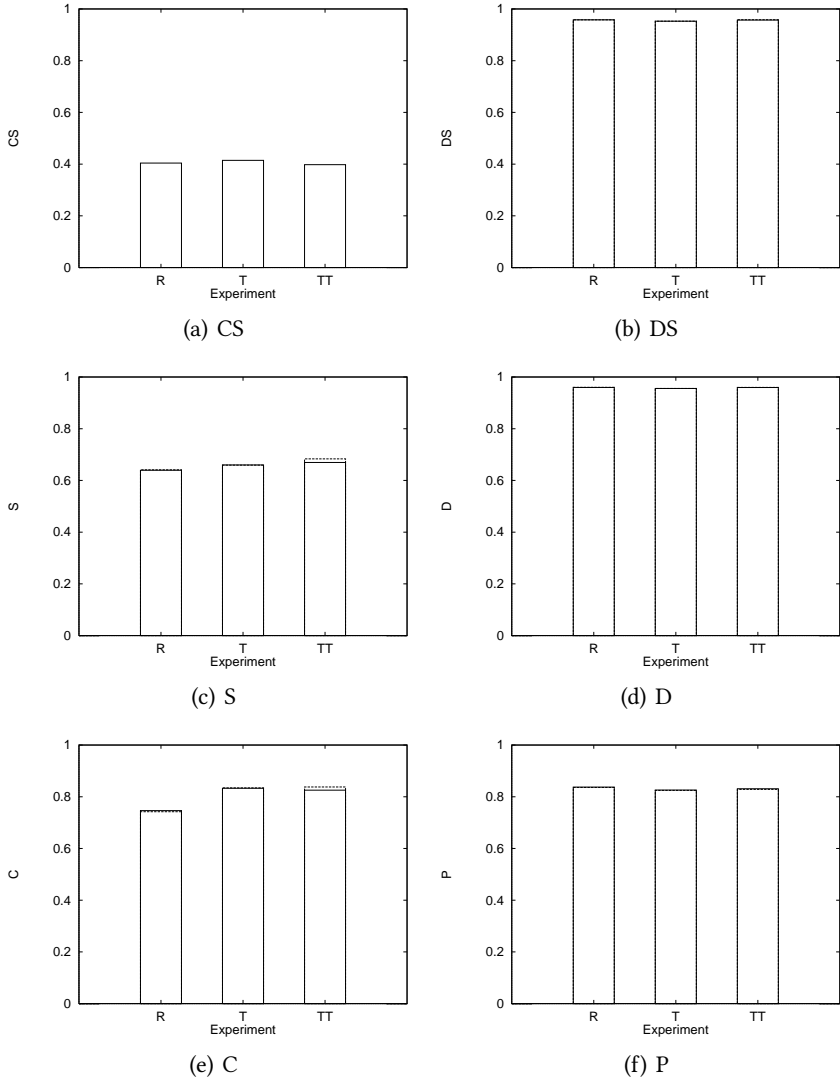 1
0.8
0.6
0.4
0.2
0
CS
R T TT
Experiment
(a) CS
1
0.8
0.6
0.4
0.2
0
DS
R T TT
Experiment
(b) DS
1
0.8
0.6
0.4
0.2
0
S
R T TT
Experiment
(c) S
1
0.8
0.6
0.4
0.2
0
D
R T TT
Experiment
(d) D
1
0.8
0.6
0.4
0.2
0
C
R T TT
Experiment
(e) C
1
0.8
0.6
0.4
0.2
0
P
R T TT
Experiment
(f) P